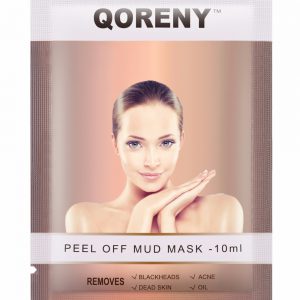 QORENY™
PEEL OFF MUD MASK -10ml
REMOVES
✓ BLACKHEADS ✓ ACNE
✓ DEAD SKIN ✓ OIL